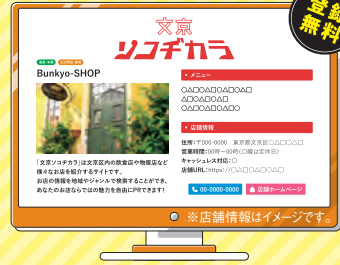 登録
無料
文京
ソコヂカラ
Bunkyo-SHOP
「文京ソコヂカラ」は文京区内の飲食店や物販店など
様々なお店を紹介するサイトです。
お店の情報を地域やジャンルで検索することができ、
あなたのお店ならではの魅力を自由にPRできます!
メニュー
○△□○△□○△□○△□
△□○△□○△□
○△□○△□○△□○
店舗情報
住所:〒000-0000 東京都文京区○△□○△□
営業時間:00時〜00時(○曜は定休日)
キャッシュレス対応:○
店舗URL:https://○△□○△□○△□
00-0000-0000
店舗ホームページ
※店舗情報はイメージです。